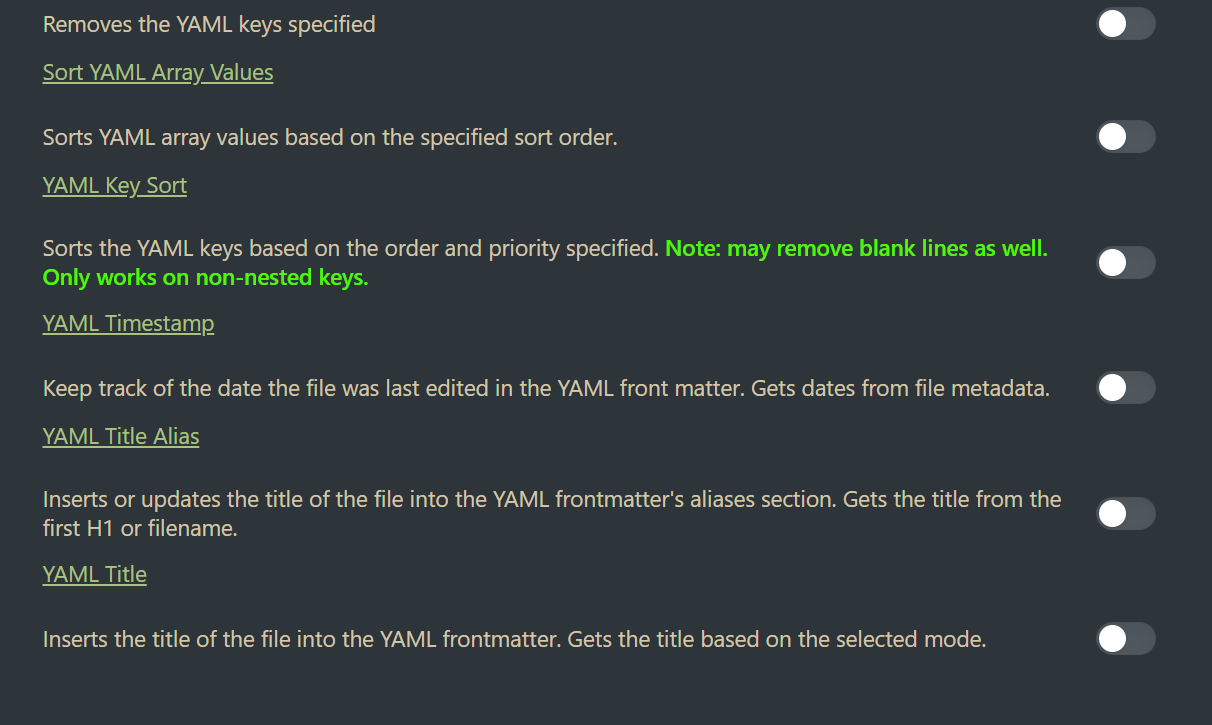 Removes the YAML keys specified
Sort YAML Array Values
Sorts YAML array values based on the specified sort order.
YAML Key Sort
Sorts the YAML keys based on the order and priority specified. Note: may remove blank lines as well.
Only works on non-nested keys.
YAML Timestamp
Keep track of the date the file was last edited in the YAML front matter. Gets dates from file metadata.
YAML Title Alias
Inserts or updates the title of the file into the YAML frontmatter's aliases section. Gets the title from the
first H1 or filename.
YAML Title
Inserts the title of the file into the YAML frontmatter. Gets the title based on the selected mode.